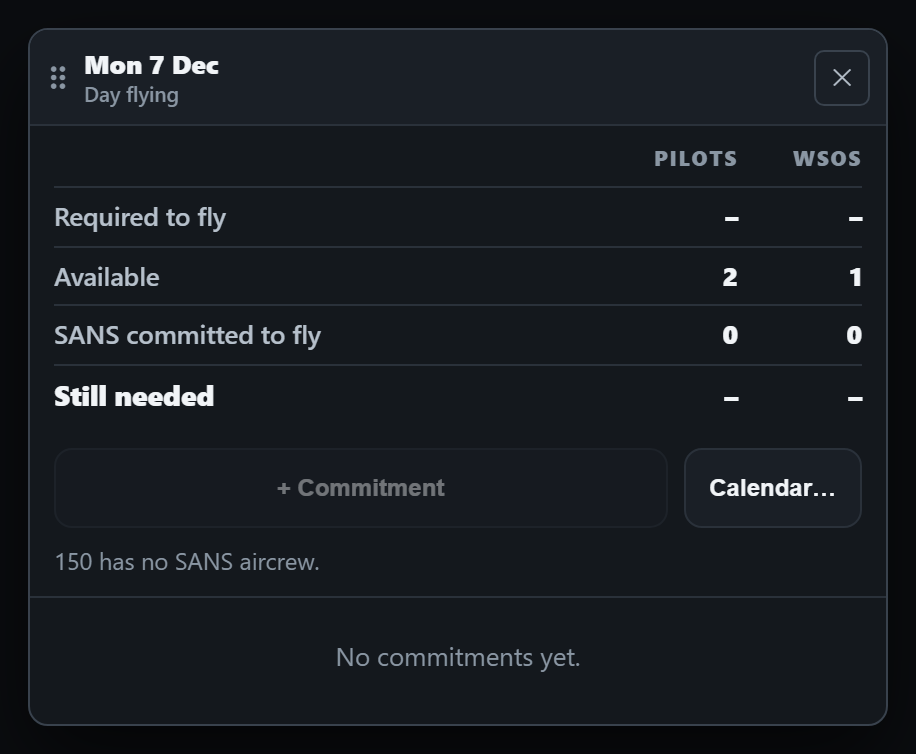 Mon 7 Dec
Day flying
PILOTS WSOS
Required to fly – –
Available 2 1
SANS committed to fly 0 0
Still needed – –
+ Commitment Calendar...
150 has no SANS aircrew.
No commitments yet.